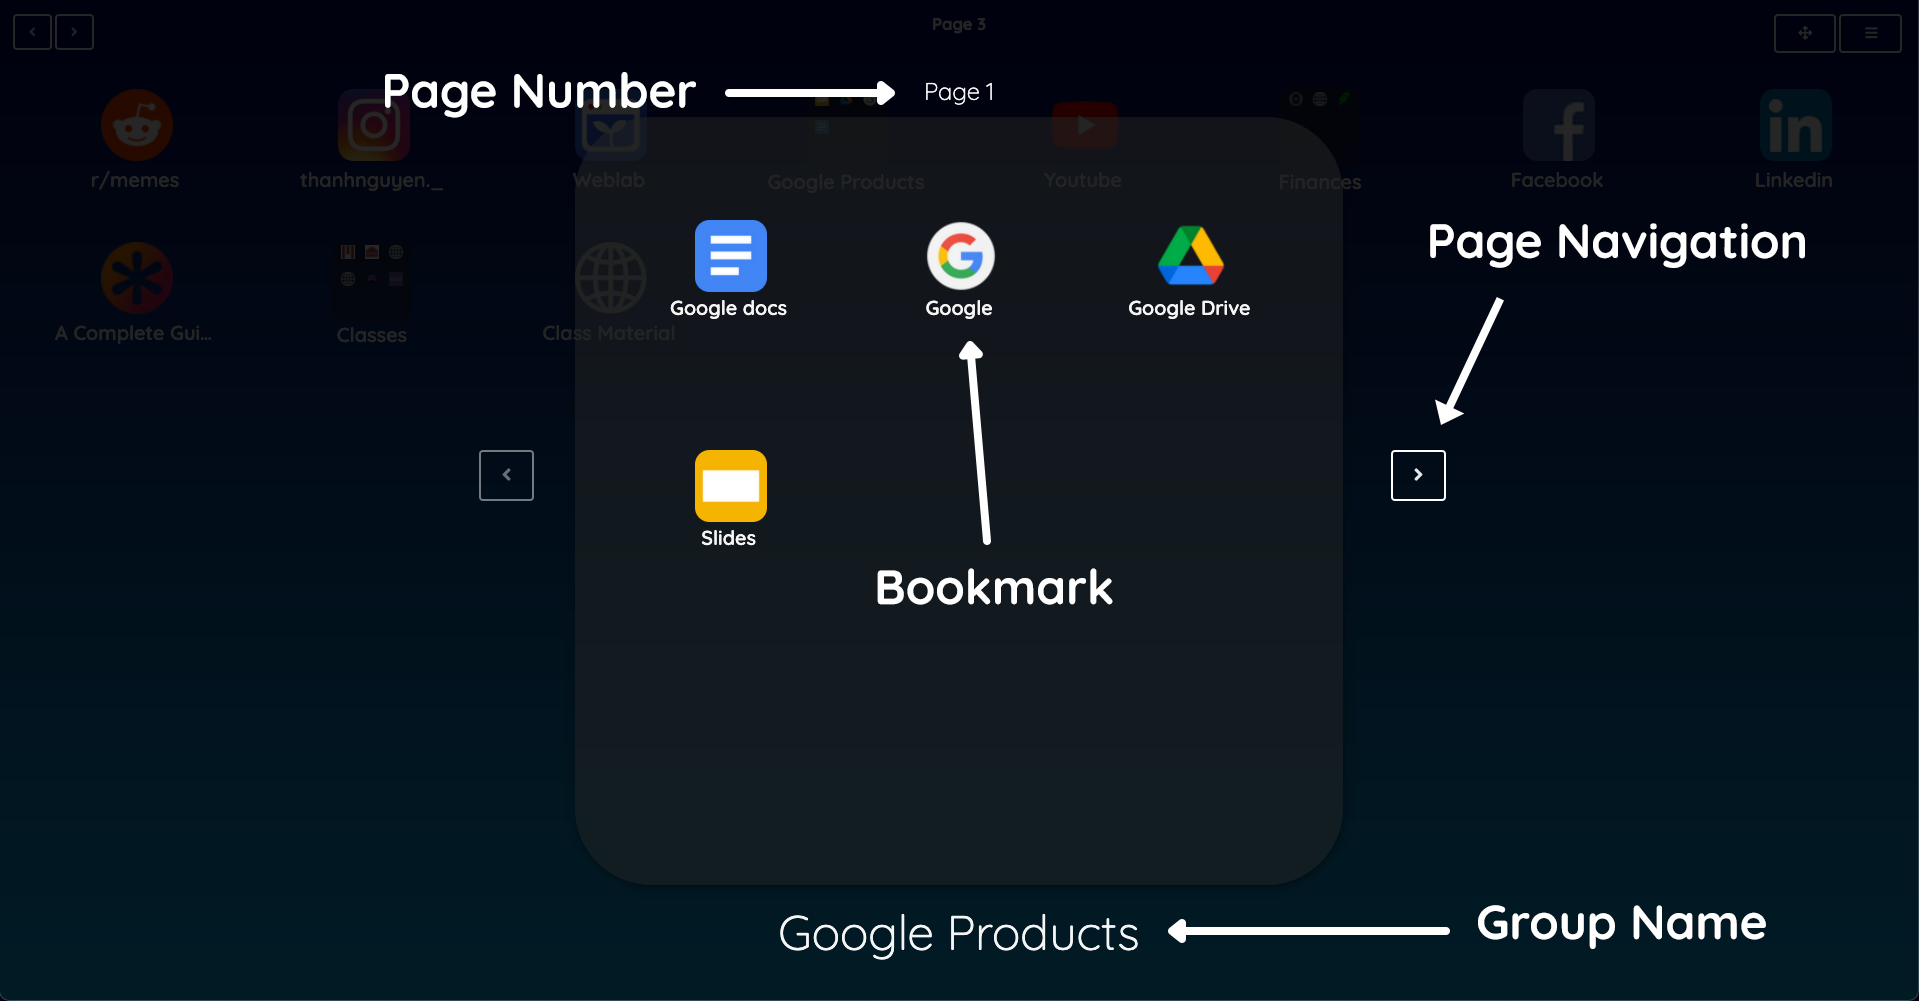 Page 3
Page Number
Page 1
r/memes
thanhnguyen._
Weblab
Google Products
Youtube
Finances
Facebook
Linkedin
Page Navigation
Google docs
Google
Google Drive
A Complete Gui...
Classes
Class Material
Slides
Bookmark
Google Products
Group Name